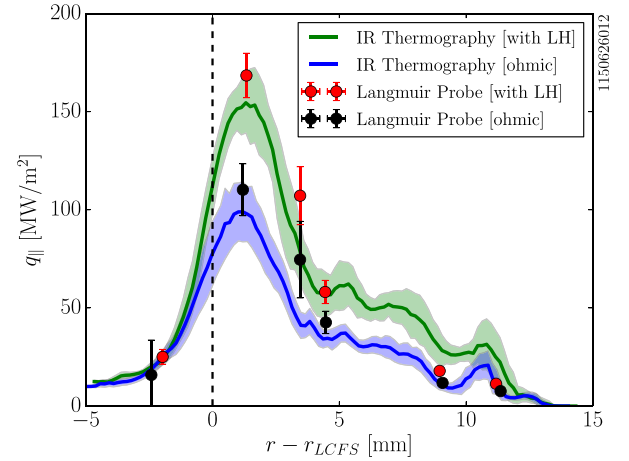 200
150
100
50
0
q∥ [MW/m²]
−5
0
5
10
15
r − r_LCFS [mm]
IR Thermography [with LH]
IR Thermography [ohmic]
Langmuir Probe [with LH]
Langmuir Probe [ohmic]
1150626012